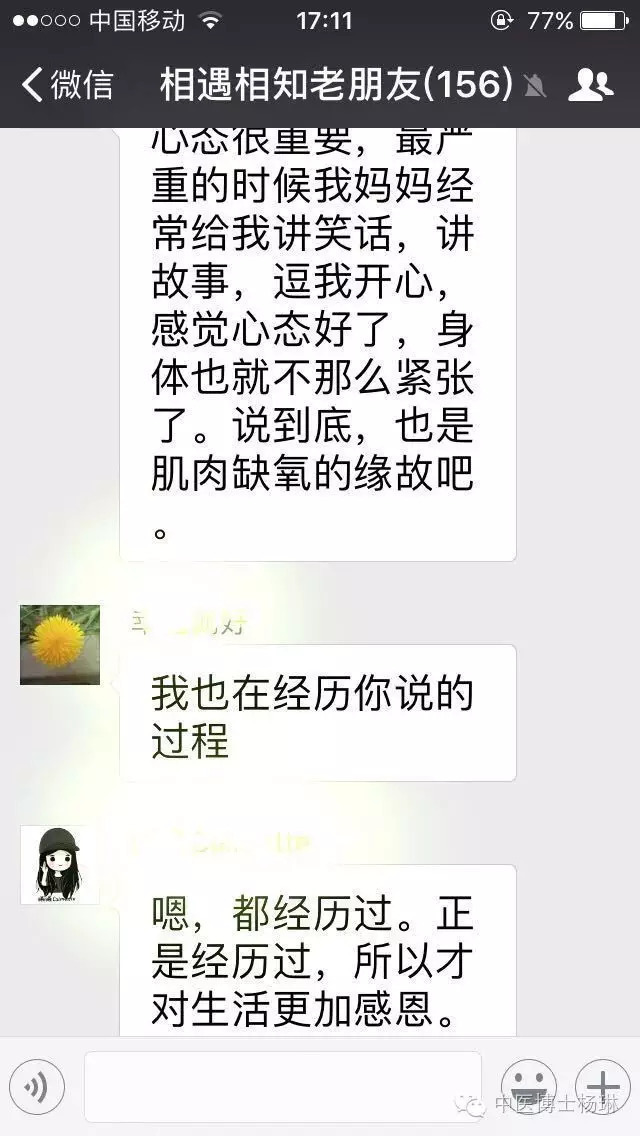 中国移动 17:11 77%
微信 相遇相知老朋友(156)
心态很重要，最严
重的时候我妈妈经
常给我讲笑话，讲
故事，逗我开心，
感觉心态好了，身
体也就不那么紧张
了。说到底，也是
肌肉缺氧的缘故吧
。
好
我也在经历你说的
过程
嗯，都经历过。正
是经历过，所以才
对生活更加感恩。
中医博士杨琳